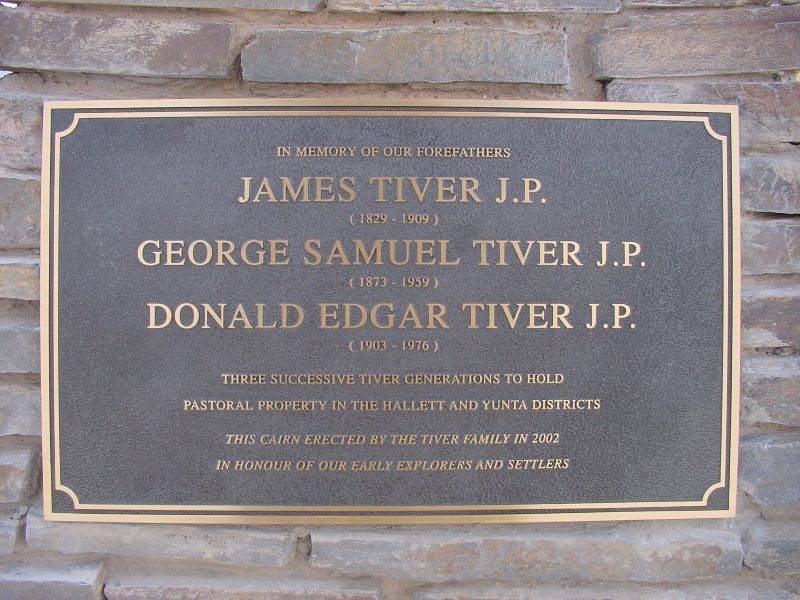 IN MEMORY OF OUR FOREFATHERS
JAMES TIVER J.P.
( 1829 - 1909 )
GEORGE SAMUEL TIVER J.P.
( 1873 - 1959 )
DONALD EDGAR TIVER J.P.
( 1903 - 1976 )
THREE SUCCESSIVE TIVER GENERATIONS TO HOLD
PASTORAL PROPERTY IN THE HALLETT AND YUNTA DISTRICTS
THIS CAIRN ERECTED BY THE TIVER FAMILY IN 2002
IN HONOUR OF OUR EARLY EXPLORERS AND SETTLERS